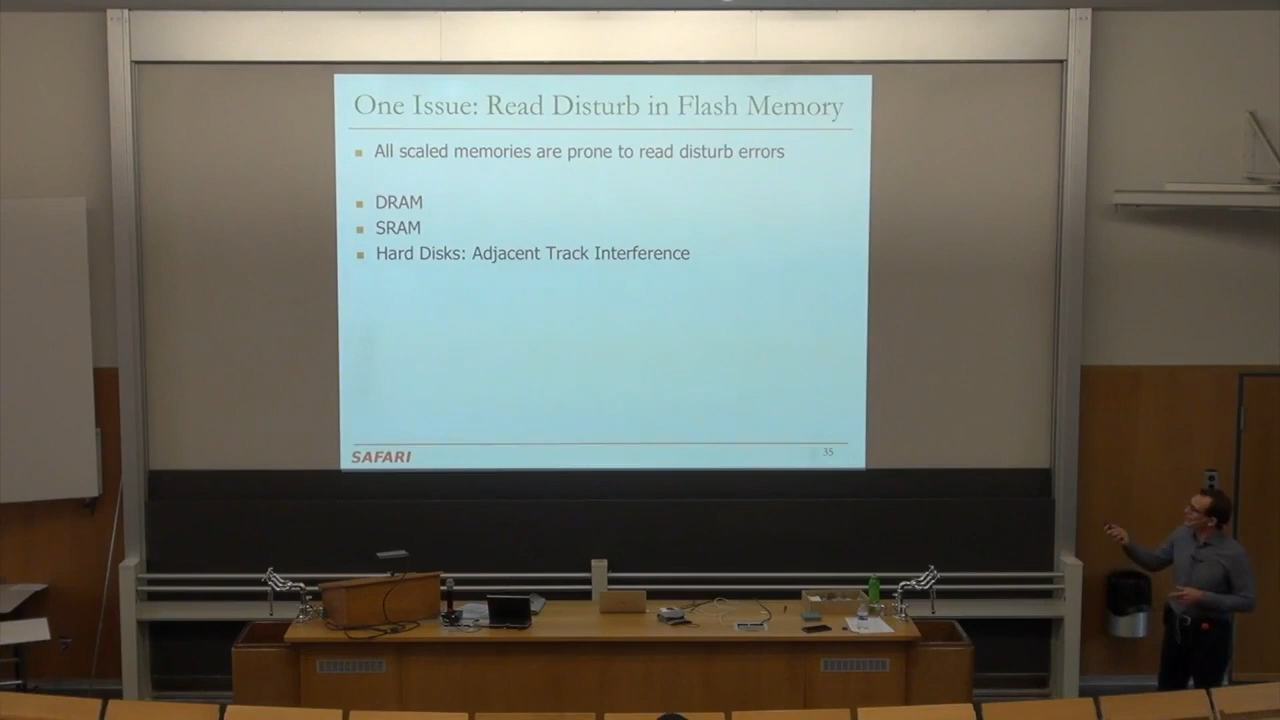 One Issue: Read Disturb in Flash Memory
All scaled memories are prone to read disturb errors
DRAM
SRAM
Hard Disks: Adjacent Track Interference
SAFARI
35